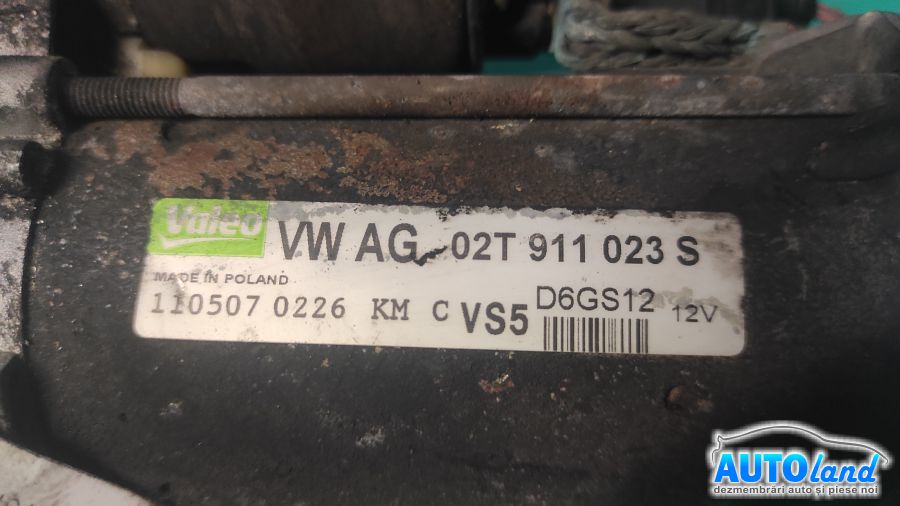 Valeo VW AG 02T 911 023 S
MADE IN POLAND
110507 0226 KM C VS5 D6GS12 12V
AUTOland
dezmembrări auto și piese noi